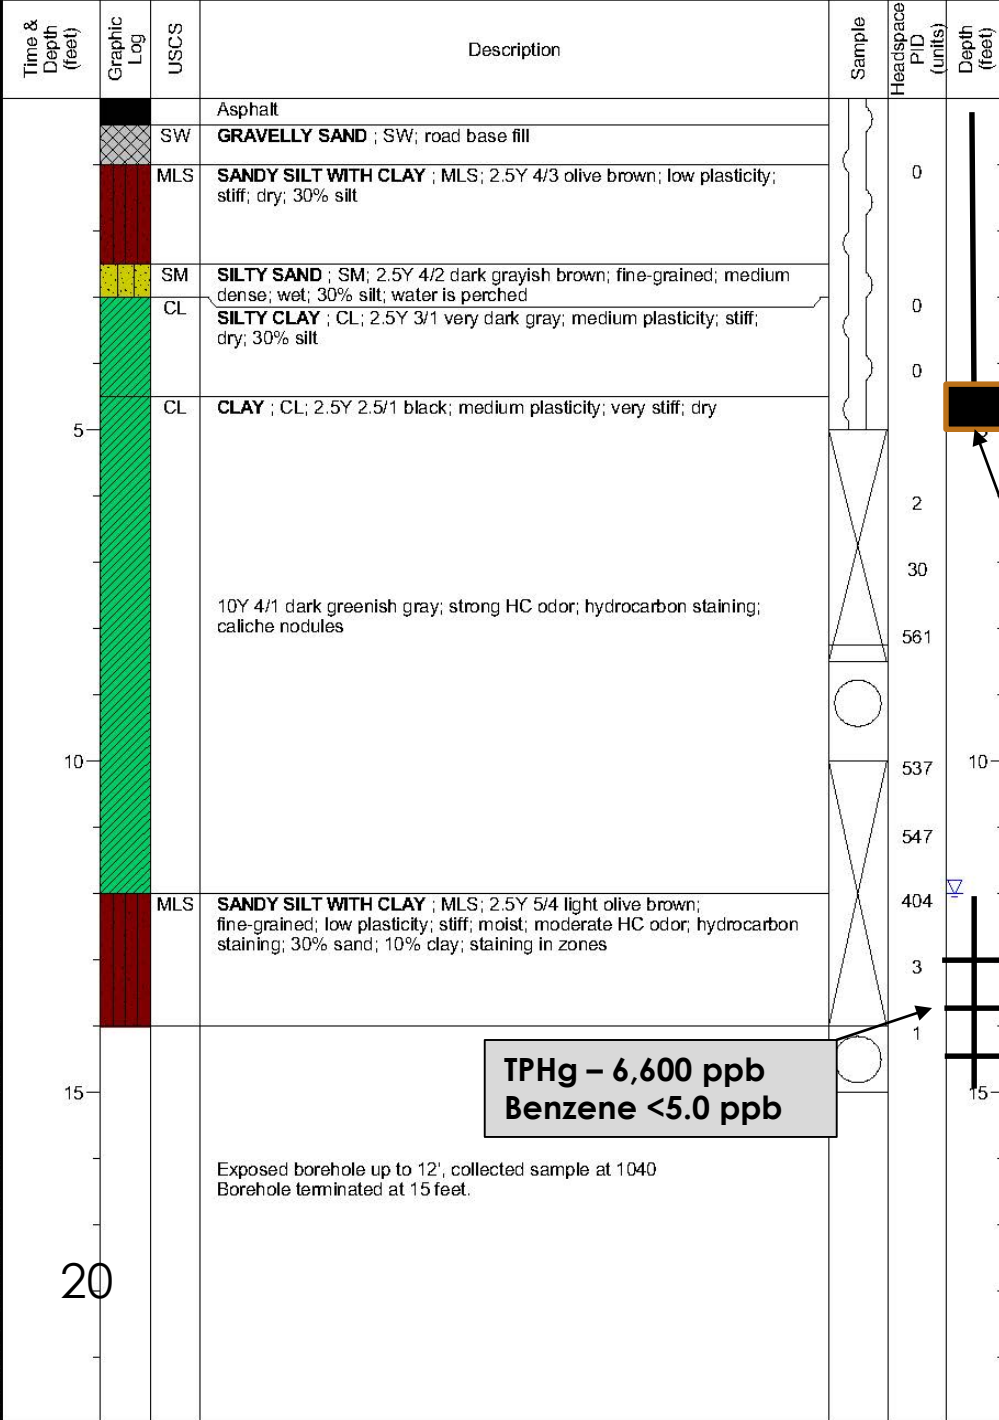 Time &
Depth
(feet)
Graphic
Log
USCS
Description
Sample
Headspace
PID
(units)
Depth
(feet)
Asphalt
SW GRAVELLY SAND ; SW; road base fill
MLS SANDY SILT WITH CLAY ; MLS; 2.5Y 4/3 olive brown; low plasticity;
stiff; dry; 30% silt
0
SM SILTY SAND ; SM; 2.5Y 4/2 dark grayish brown; fine-grained; medium
dense; wet; 30% silt; water is perched
0
CL SILTY CLAY ; CL; 2.5Y 3/1 very dark gray; medium plasticity; stiff;
dry; 30% silt
0
CL CLAY ; CL; 2.5Y 2.5/1 black; medium plasticity; very stiff; dry
5
2
30
10Y 4/1 dark greenish gray; strong HC odor; hydrocarbon staining;
caliche nodules
561
10 537 10
547
MLS SANDY SILT WITH CLAY ; MLS; 2.5Y 5/4 light olive brown;
fine-grained; low plasticity; stiff; moist; moderate HC odor; hydrocarbon
staining; 30% sand; 10% clay; staining in zones
404
3
1
TPHg – 6,600 ppb
Benzene <5.0 ppb
15 15
Exposed borehole up to 12', collected sample at 1040
Borehole terminated at 15 feet.
20